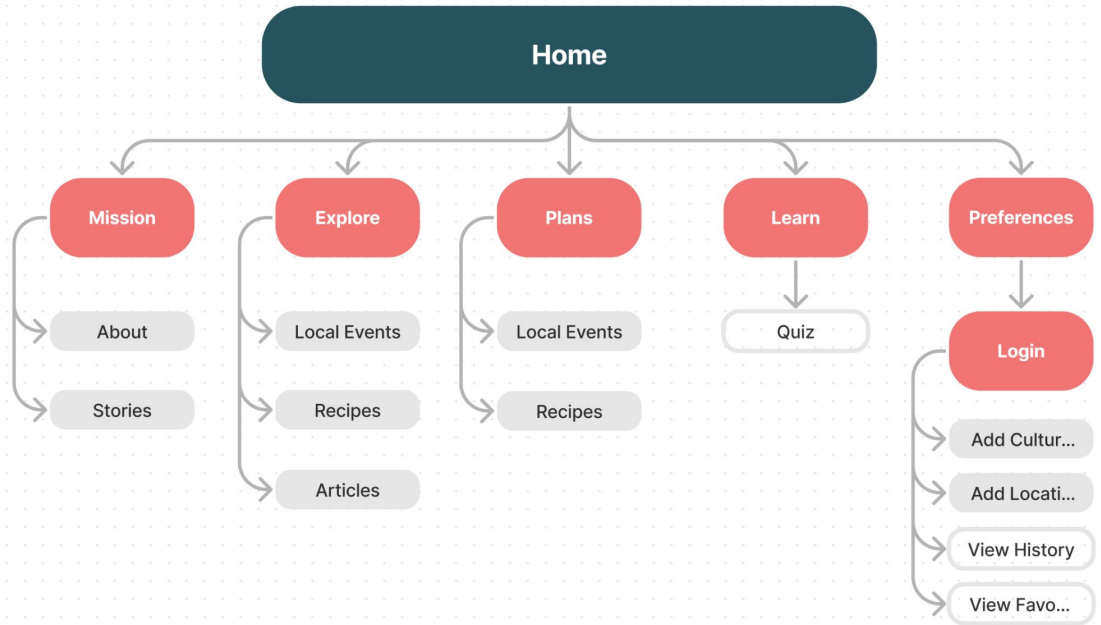 Home
Mission
Explore
Plans
Learn
Preferences
About
Local Events
Local Events
Quiz
Login
Stories
Recipes
Recipes
Add Cultur...
Articles
Add Locati...
View History
View Favo...